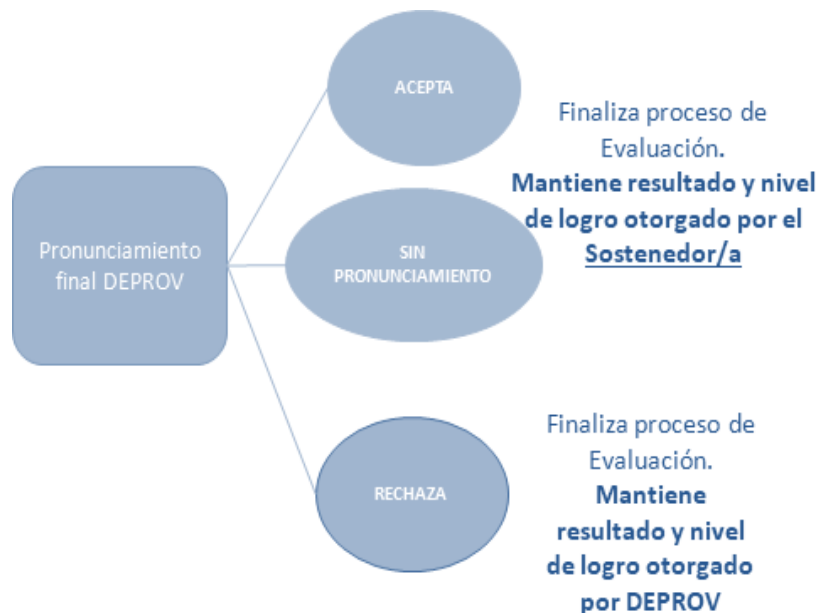 Pronunciamiento
final DEPROV
ACEPTA
SIN
PRONUNCIAMIENTO
Finaliza proceso de
Evaluación.
Mantiene resultado y nivel
de logro otorgado por el
Sostenedor/a
RECHAZA
Finaliza proceso de
Evaluación.
Mantiene
resultado y nivel
de logro otorgado
por DEPROV